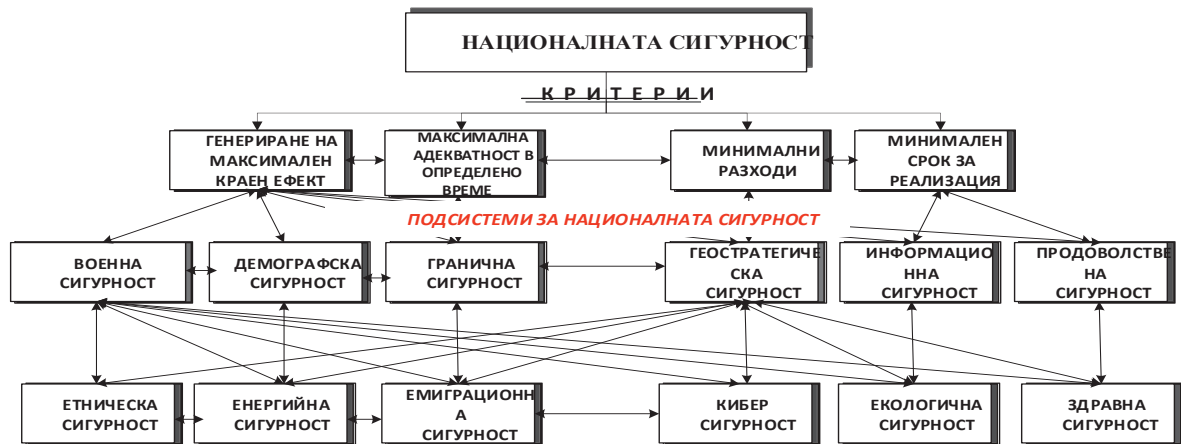 НАЦИОНАЛНАТА СИГУРНОСТ
К Р И Т Е Р И И
ГЕНЕРИРАНЕ НА
МАКСИМАЛЕН
КРАЕН ЕФЕКТ
МАКСИМАЛНА
АДЕКВАТНОСТ В
ОПРЕДЕЛЕНО
ВРЕМЕ
МИНИМАЛНИ
РАЗХОДИ
МИНИМАЛЕН
СРОК ЗА
РЕАЛИЗАЦИЯ
ПОДСИСТЕМИ ЗА НАЦИОНАЛНАТА СИГУРНОСТ
ВОЕННА
СИГУРНОСТ
ДЕМОГРАФСКА
СИГУРНОСТ
ГРАНИЧНА
СИГУРНОСТ
ГЕОСТРАТЕГИЧЕ
СКА
СИГУРНОСТ
ИНФОРМАЦИО
ННА
СИГУРНОСТ
ПРОДОВОЛСТВЕ
НА
СИГУРНОСТ
ЕТНИЧЕСКА
СИГУРНОСТ
ЕНЕРГИЙНА
СИГУРНОСТ
ЕМИГРАЦИОНН
А
СИГУРНОСТ
КИБЕР
СИГУРНОСТ
ЕКОЛОГИЧНА
СИГУРНОСТ
ЗДРАВНА
СИГУРНОСТ